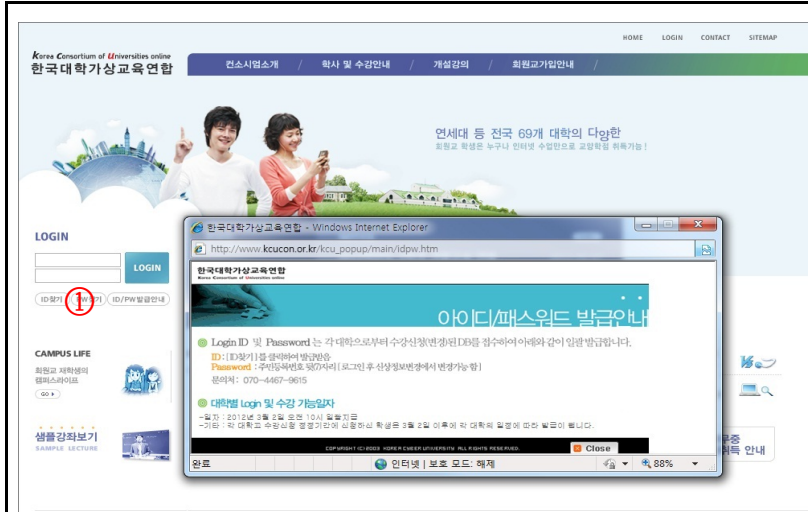 HOME LOGIN CONTACT SITEMAP
Korea Consortium of Universities online
한국대학가상교육연합
컨소시엄소개 / 학사 및 수강안내 / 개설강의 / 회원교가입안내 /
연세대 등 전국 69개 대학의 다양한
회원교 학생은 누구나 인터넷 수업만으로 교양학점 취득가능!
LOGIN
LOGIN
ID찾기 ① 찾기 ID/PW발급안내
CAMPUS LIFE
회원교 재학생의
캠퍼스라이프
GO
샘플강좌보기
SAMPLE LECTURE
한국대학가상교육연합 - Windows Internet Explorer
http://www.kcucon.or.kr/kcu_popup/main/idpw.htm
한국대학가상교육연합
Korea Consortium of Universities online
아이디/패스워드 발급안내
Login ID 및 Password 는 각 대학으로부터 수강신청(변경)된 DB를 접수하여 아래와 같이 일괄 발급합니다.
ID : [ID찾기]를 클릭하여 발급받음
Password : 주민등록번호 뒷7자리 [로그인 후 신상정보변경에서 변경가능 함]
문의처: 070-4467-9615
대학별 Login 및 수강 가능일자
-일자 : 2012년 3월 2일 오전 10시 일괄지급
-기타 : 각 대학교 수강신청 정정기간에 신청하신 학생은 3월 2일 이후에 각 대학의 일정에 따라 발급이 됩니다.
COPYRIGHT (C) 2003 KOREA CYBER UNIVERSITY ALL RIGHTS RESERVED.
Close
완료
인터넷 | 보호 모드: 해제
88%
취득 안내